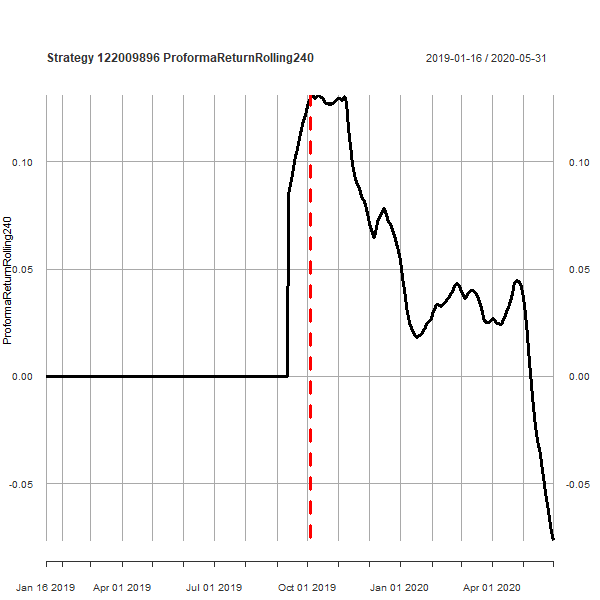 Strategy 122009896 ProformaReturnRolling240
2019-01-16 / 2020-05-31
ProformaReturnRolling240
0.10
0.05
0.00
-0.05
0.10
0.05
0.00
-0.05
Jan 16 2019
Apr 01 2019
Jul 01 2019
Oct 01 2019
Jan 01 2020
Apr 01 2020